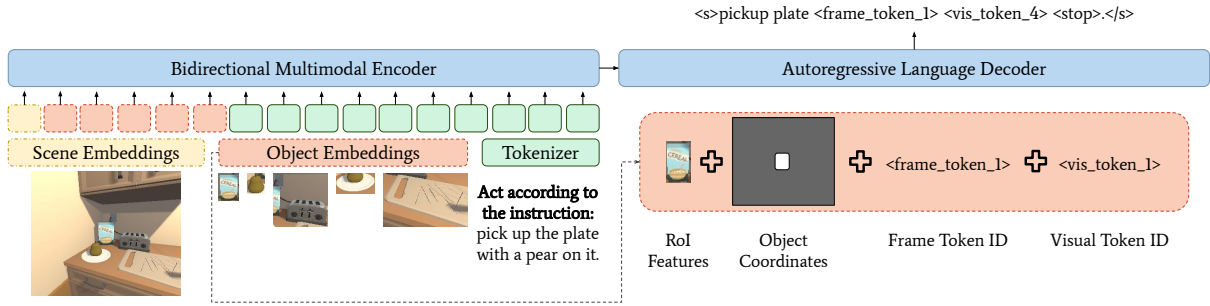 <s>pickup plate <frame_token_1> <vis_token_4> <stop>.</s>
Bidirectional Multimodal Encoder
Autoregressive Language Decoder
Scene Embeddings
Object Embeddings
Tokenizer
CEREAL
Act according to
the instruction:
pick up the plate
with a pear on it.
CEREAL
<frame_token_1>
<vis_token_1>
RoI
Features
Object
Coordinates
Frame Token ID
Visual Token ID